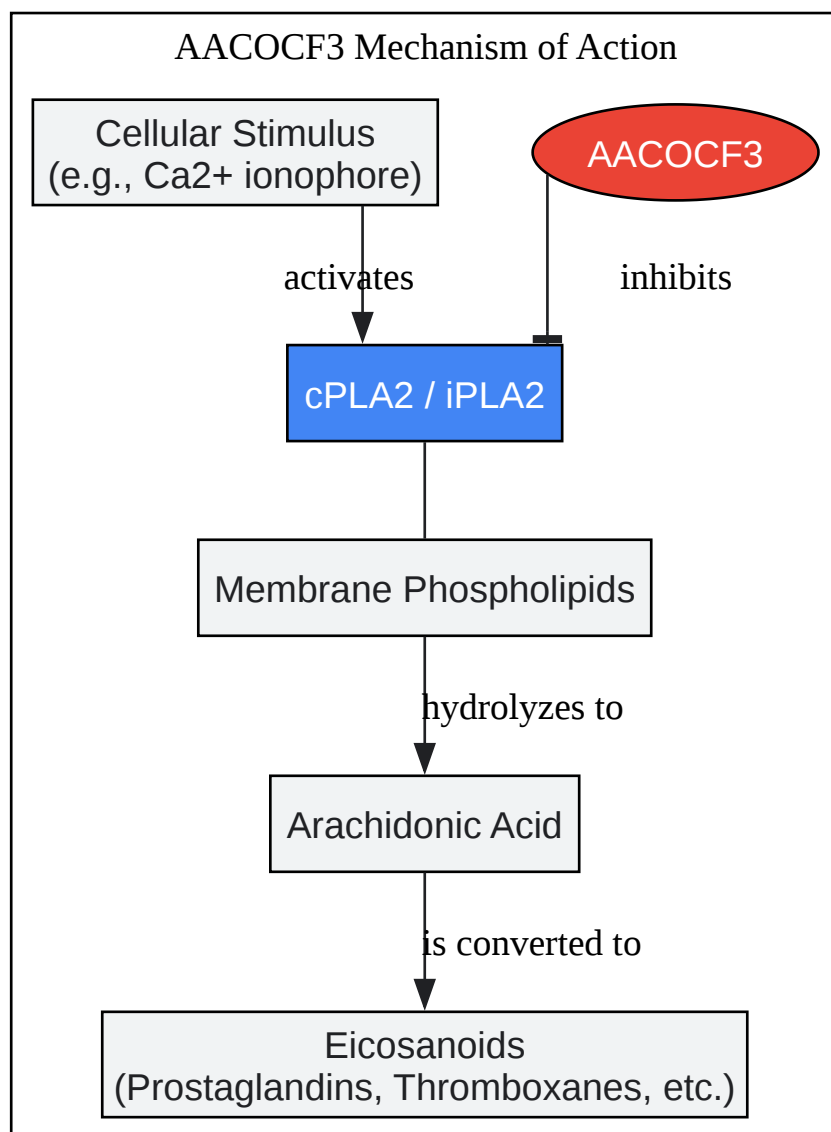 AACOCF3 Mechanism of Action
Cellular Stimulus
(e.g., Ca2+ ionophore)
AACOCF3
activates
inhibits
cPLA2 / iPLA2
Membrane Phospholipids
hydrolyzes to
Arachidonic Acid
is converted to
Eicosanoids
(Prostaglandins, Thromboxanes, etc.)